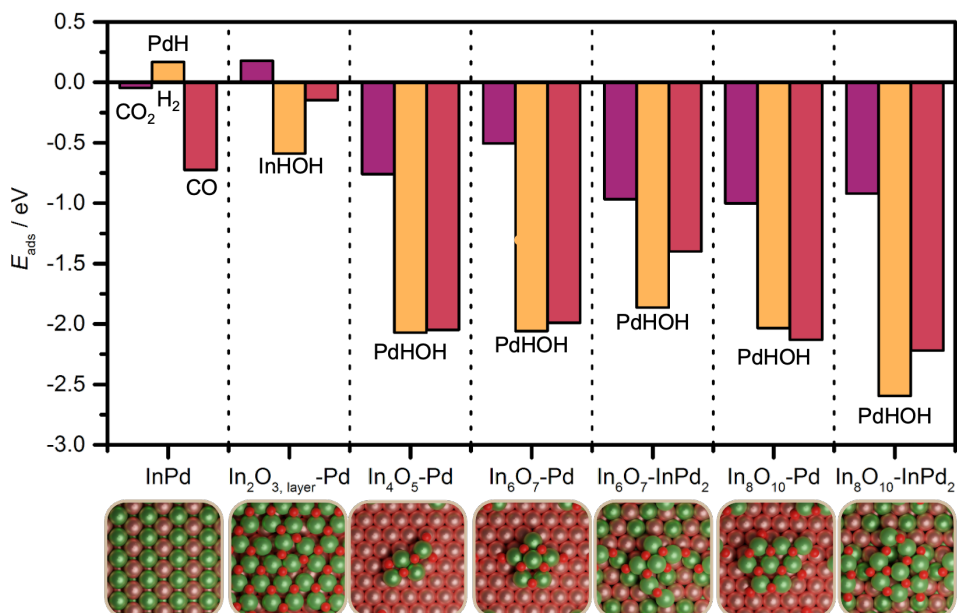 0.5
0.0
-0.5
-1.0
-1.5
-2.0
-2.5
-3.0
E_ads / eV
PdH
CO₂
H₂
CO
InHOH
PdHOH
PdHOH
PdHOH
PdHOH
PdHOH
InPd
In₂O₃, layer-Pd
In₄O₅-Pd
In₆O₇-Pd
In₆O₇-InPd₂
In₈O₁₀-Pd
In₈O₁₀-InPd₂